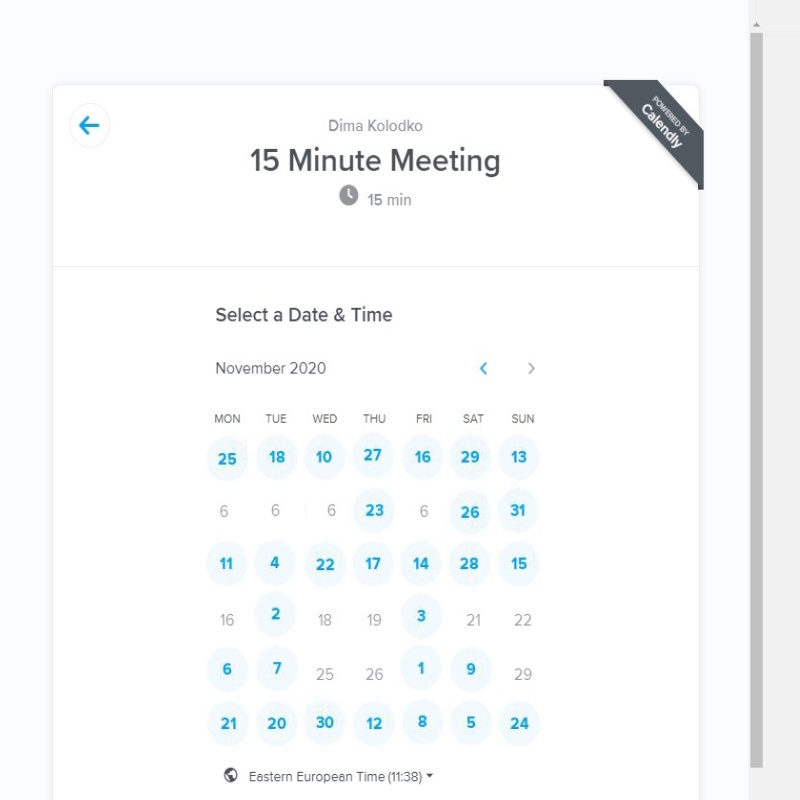 POWERED BY
Calendly
Dima Kolodko
15 Minute Meeting
15 min
Select a Date & Time
November 2020
MON TUE WED THU FRI SAT SUN
25 18 10 27 16 29 13
6 6 6 23 6 26 31
11 4 22 17 14 28 15
16 2 18 19 3 21 22
6 7 25 26 1 9 29
21 20 30 12 8 5 24
Eastern European Time (11:38)